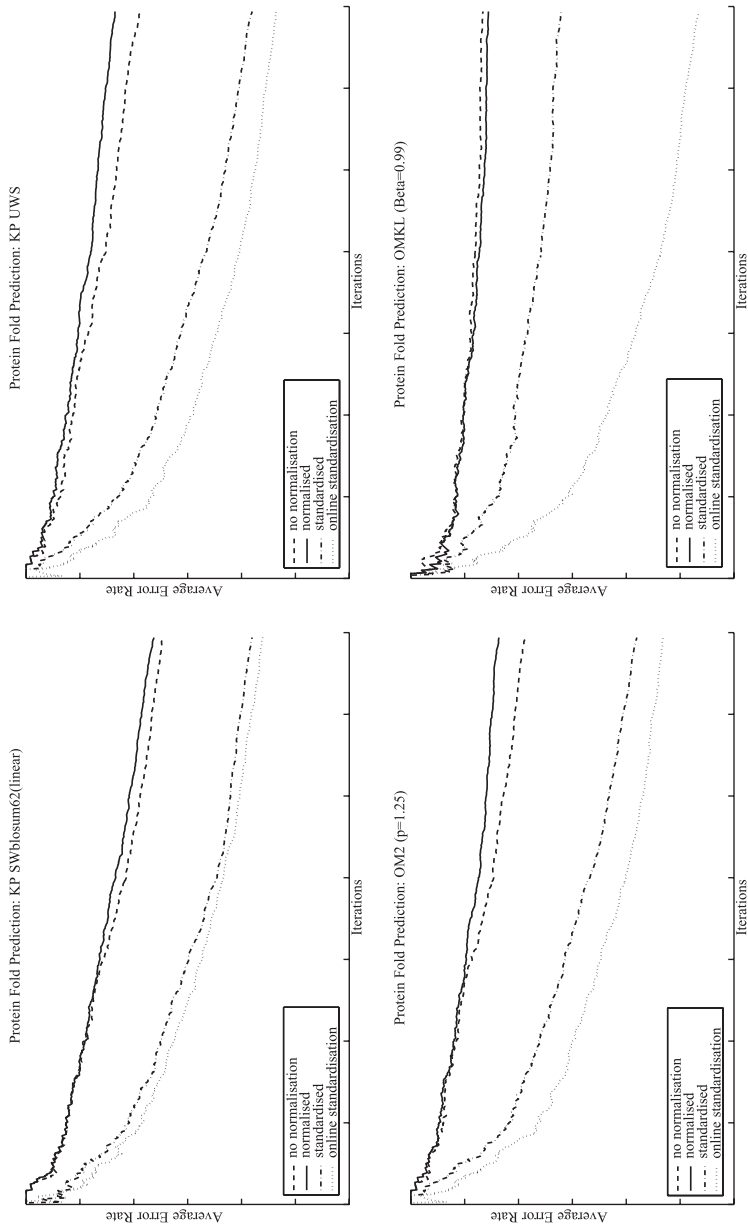 Protein Fold Prediction: KP SWblosum62(linear)
Average Error Rate
no normalisation
normalised
standardised
online standardisation
Iterations
Protein Fold Prediction: KP UWS
Average Error Rate
no normalisation
normalised
standardised
online standardisation
Iterations
Protein Fold Prediction: OM2 (p=1.25)
Average Error Rate
no normalisation
normalised
standardised
online standardisation
Iterations
Protein Fold Prediction: OMKL (Beta=0.99)
Average Error Rate
no normalisation
normalised
standardised
online standardisation
Iterations